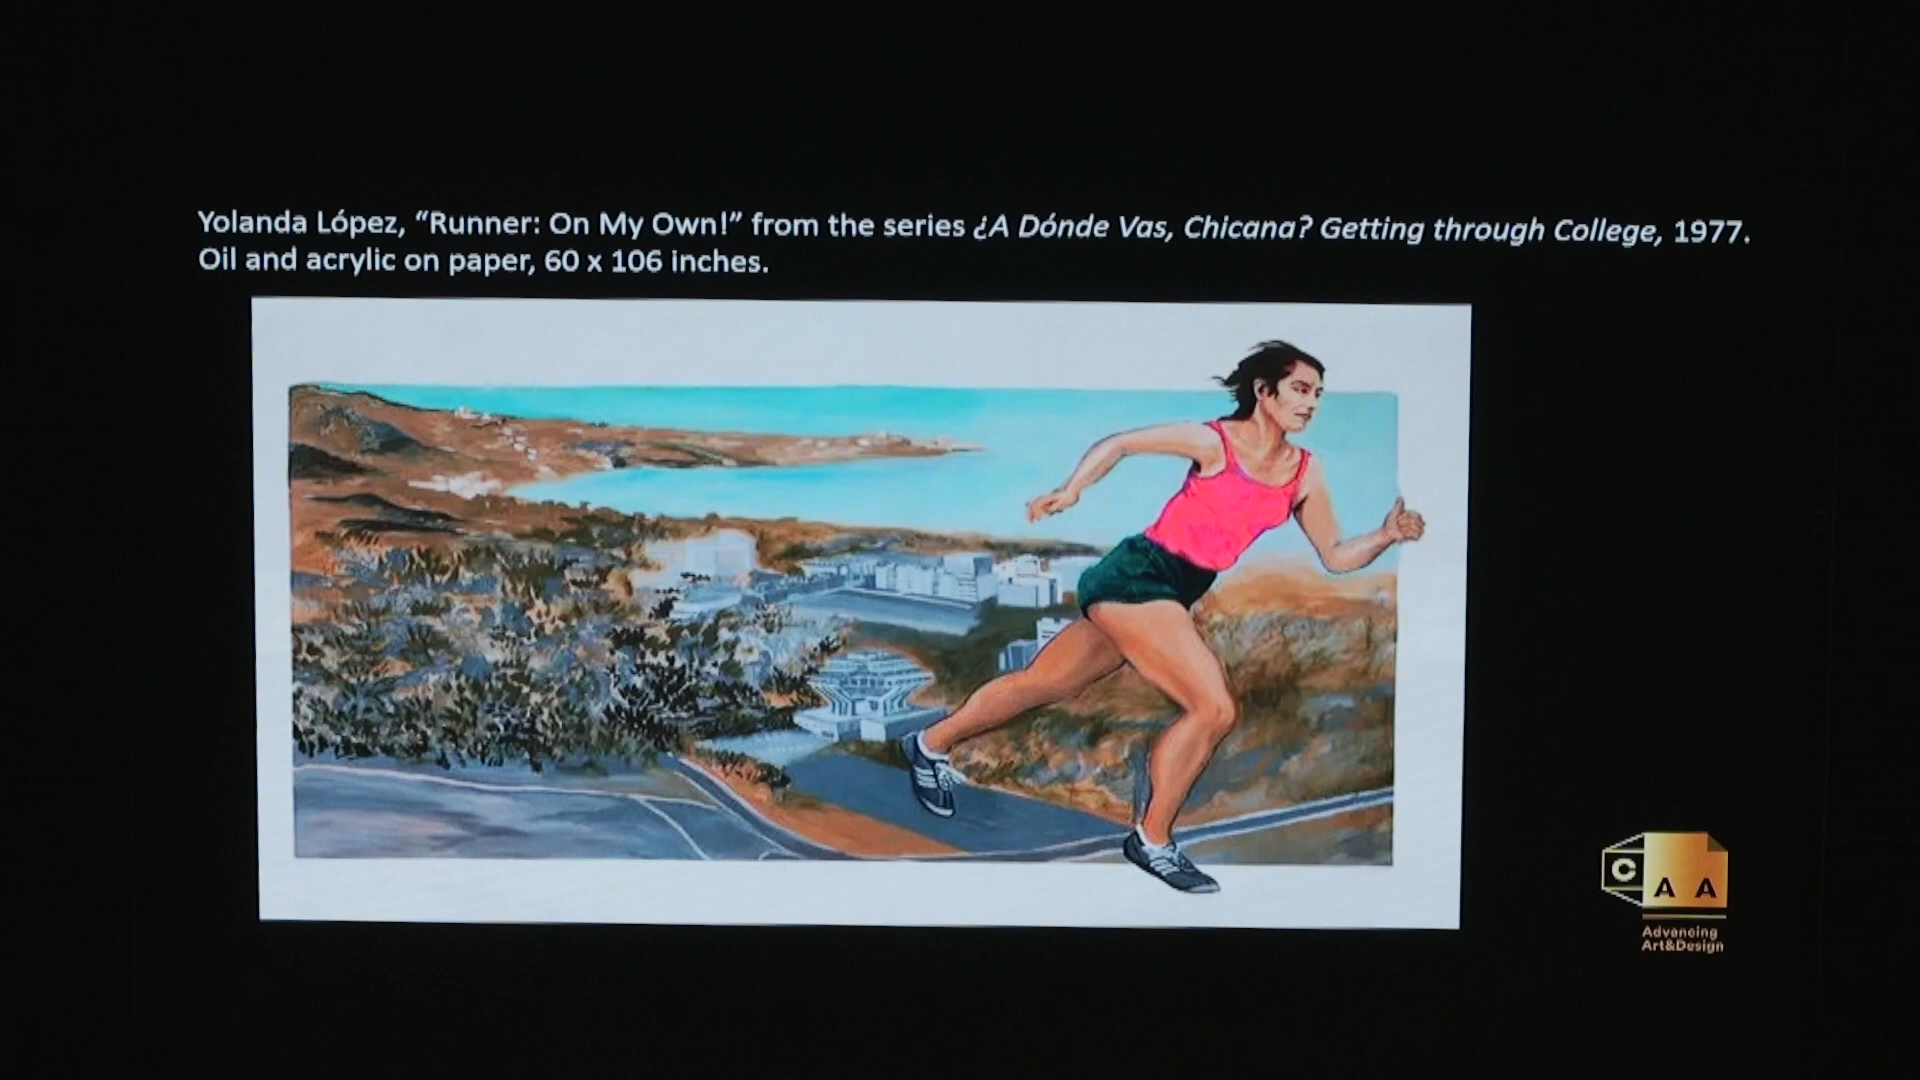 Yolanda López, “Runner: On My Own!” from the series ¿A Dónde Vas, Chicana? Getting through College, 1977.
Oil and acrylic on paper, 60 x 106 inches.
C A A
Advancing
Art&Design